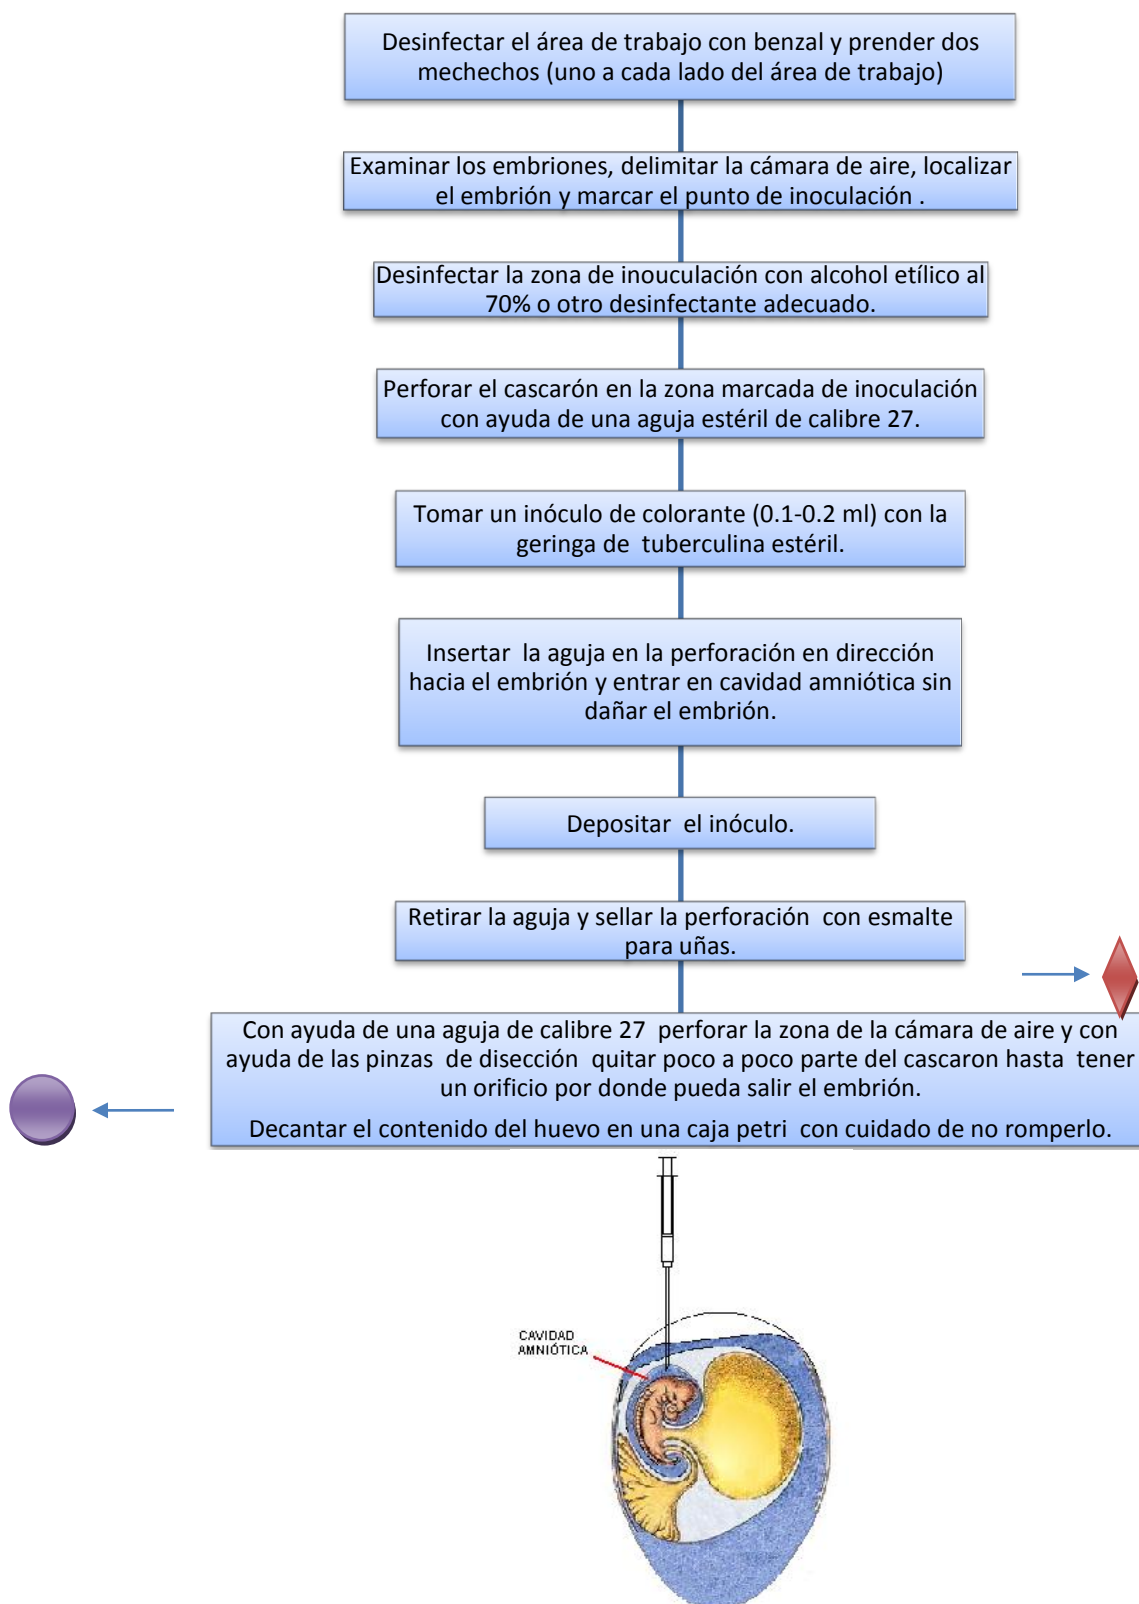 Desinfectar el área de trabajo con benzal y prender dos
mechechos (uno a cada lado del área de trabajo)
Examinar los embriones, delimitar la cámara de aire, localizar
el embrión y marcar el punto de inoculación .
Desinfectar la zona de inouculación con alcohol etílico al
70% o otro desinfectante adecuado.
Perforar el cascarón en la zona marcada de inoculación
con ayuda de una aguja estéril de calibre 27.
Tomar un inóculo de colorante (0.1-0.2 ml) con la
geringa de tuberculina estéril.
Insertar la aguja en la perforación en dirección
hacia el embrión y entrar en cavidad amniótica sin
dañar el embrión.
Depositar el inóculo.
Retirar la aguja y sellar la perforación con esmalte
para uñas.
Con ayuda de una aguja de calibre 27 perforar la zona de la cámara de aire y con
ayuda de las pinzas de disección quitar poco a poco parte del cascaron hasta tener
un orificio por donde pueda salir el embrión.
Decantar el contenido del huevo en una caja petri con cuidado de no romperlo.
CAVIDAD
AMNIÓTICA